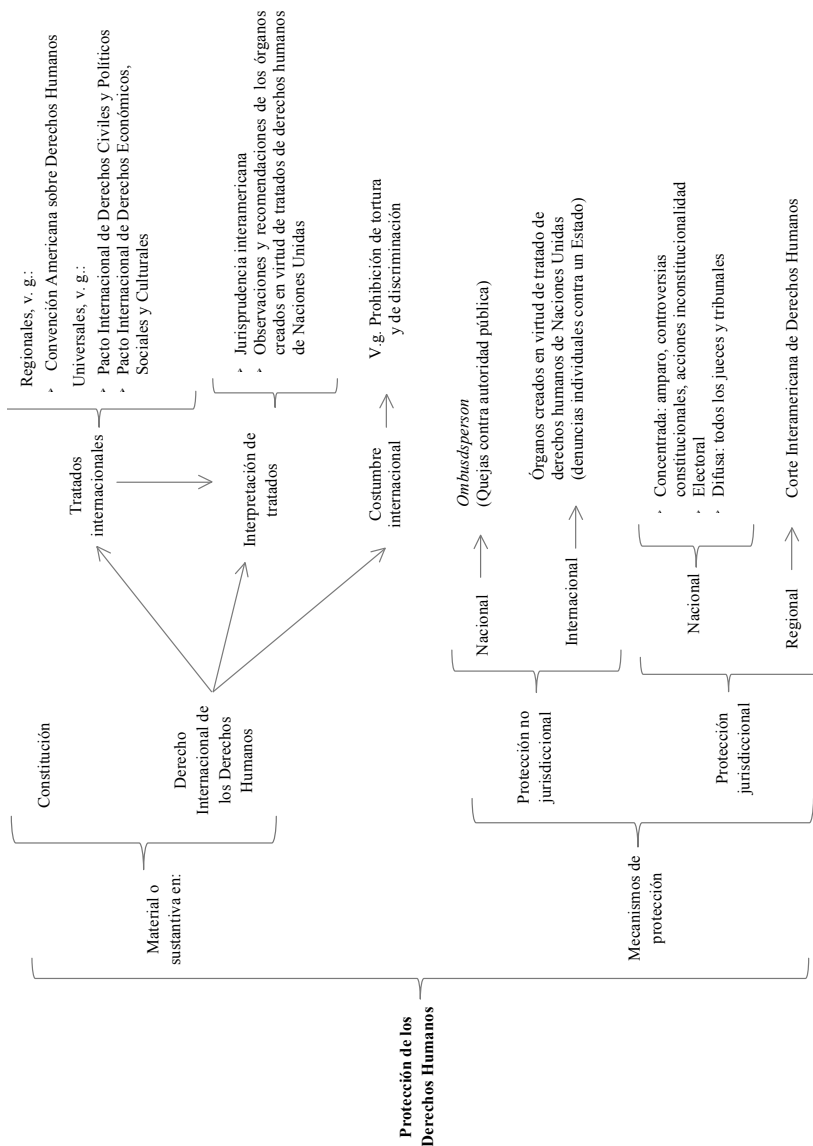 Protección de los
Derechos Humanos
Material o
sustantiva en:
Constitución
Derecho
Internacional de
los Derechos
Humanos
Tratados
internacionales
Regionales, v. g.:
Convención Americana sobre Derechos Humanos
Universales, v. g.:
Pacto Internacional de Derechos Civiles y Políticos
Pacto Internacional de Derechos Económicos,
Sociales y Culturales
Interpretación de
tratados
Jurisprudencia interamericana
Observaciones y recomendaciones de los órganos
creados en virtud de tratados de derechos humanos
de Naciones Unidas
Costumbre
internacional
V.g. Prohibición de tortura
y de discriminación
Mecanismos de
protección
Protección no
jurisdiccional
Nacional
Ombusdsperson
(Quejas contra autoridad pública)
Internacional
Órganos creados en virtud de tratado de
derechos humanos de Naciones Unidas
(denuncias individuales contra un Estado)
Protección
jurisdiccional
Nacional
Concentrada: amparo, controversias
constitucionales, acciones inconstitucionalidad
Electoral
Difusa: todos los jueces y tribunales
Regional
Corte Interamericana de Derechos Humanos